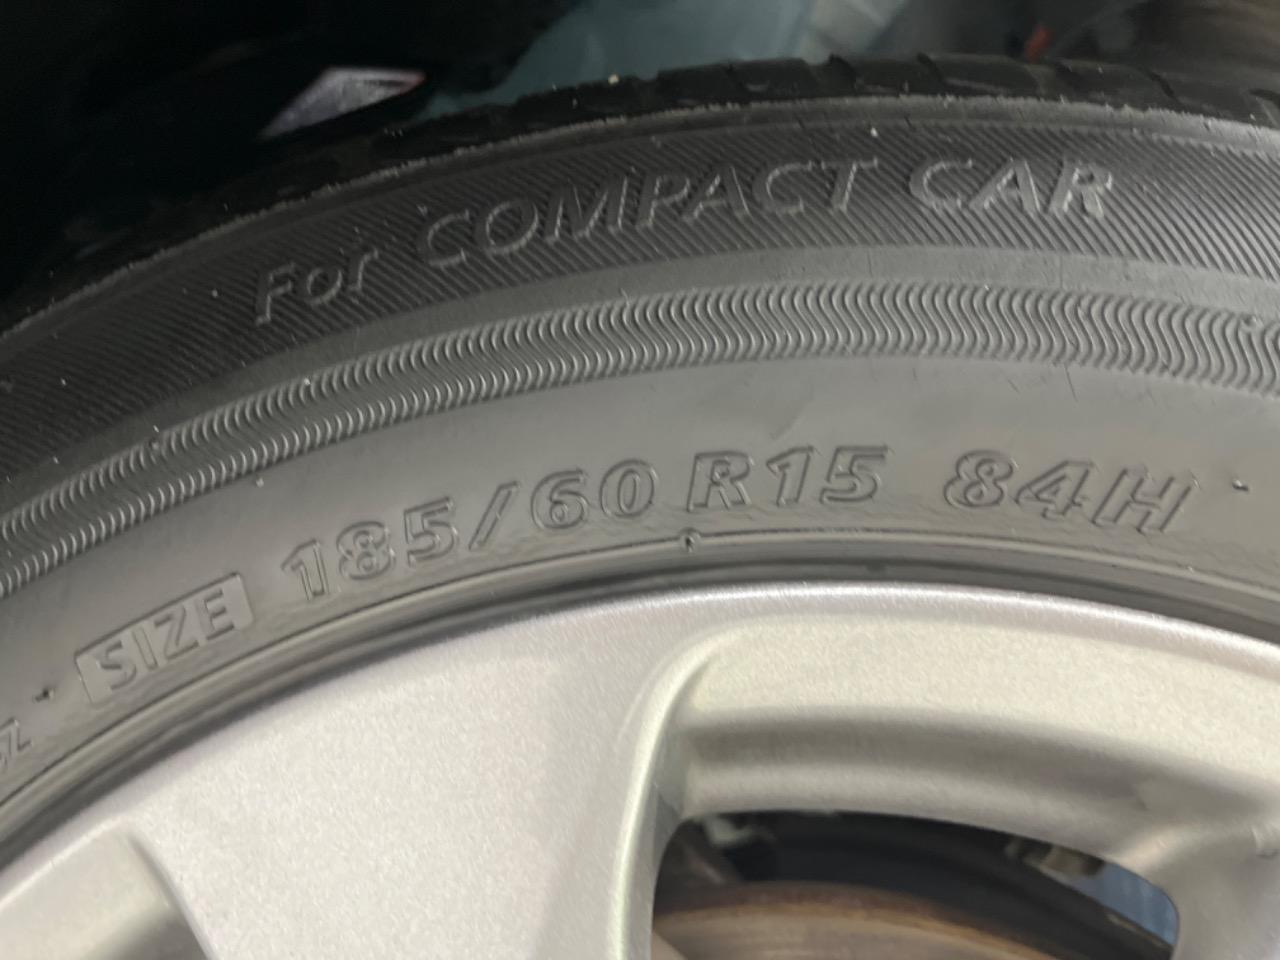 For COMPACT CAR
SIZE 185/60 R15 84H